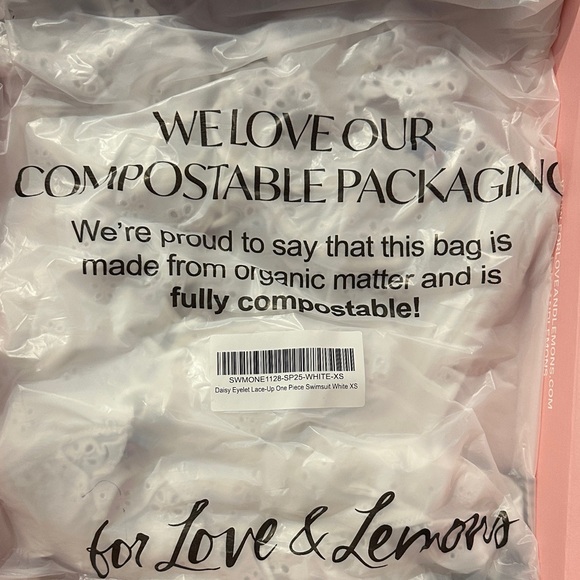 WE LOVE OUR
COMPOSTABLE PACKAGING
We're proud to say that this bag is
made from organic matter and is
fully compostable!
SWMONE1128-SP25-WHITE-XS
Daisy Eyelet Lace-Up One Piece Swimsuit White XS
for Love & Lemons
FORLOVEANDLEMONS.COM